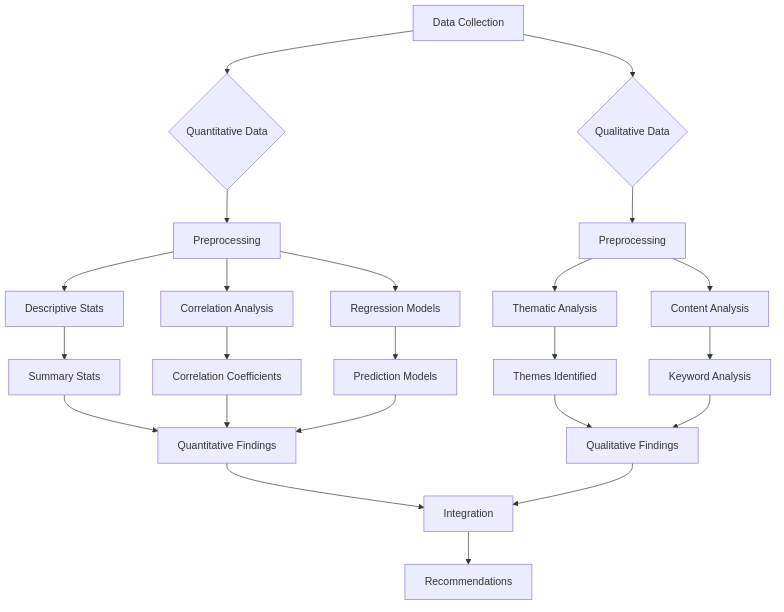 Data Collection
Quantitative Data
Qualitative Data
Preprocessing
Preprocessing
Descriptive Stats
Correlation Analysis
Regression Models
Thematic Analysis
Content Analysis
Summary Stats
Correlation Coefficients
Prediction Models
Themes Identified
Keyword Analysis
Quantitative Findings
Qualitative Findings
Integration
Recommendations